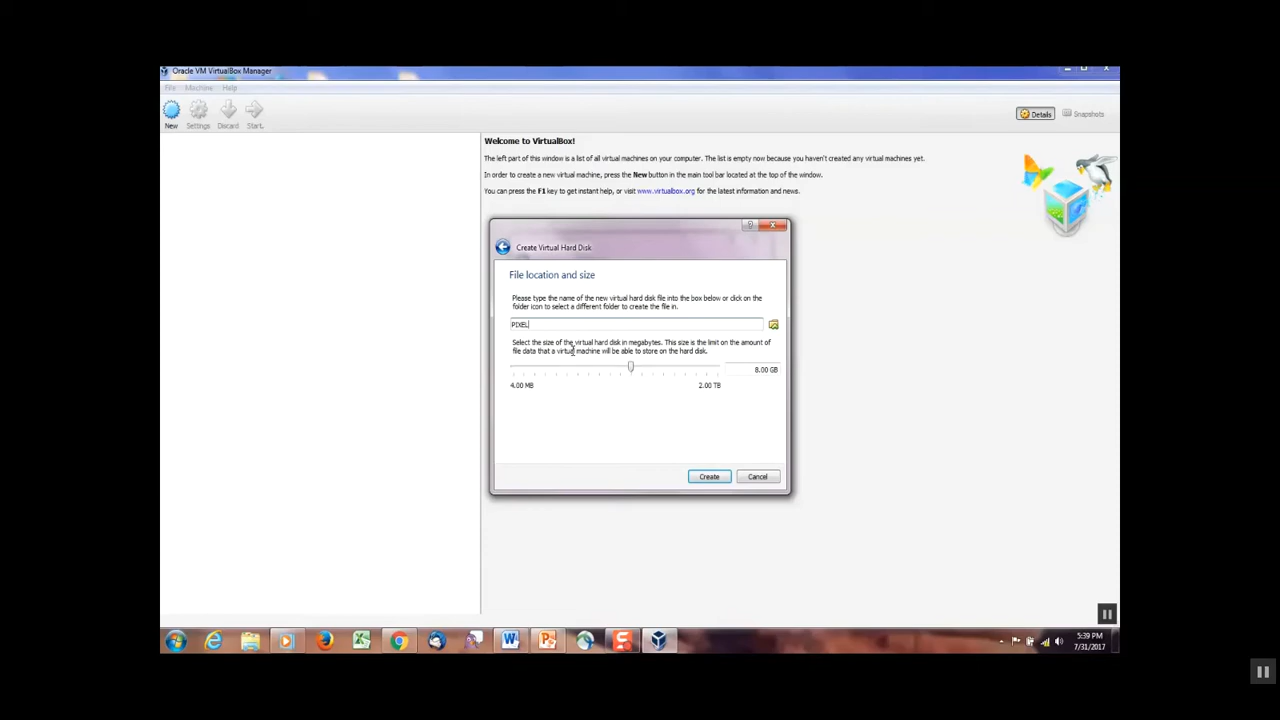 Oracle VM VirtualBox Manager
File Machine Help
New Settings Discard Start
Details Snapshots
Welcome to VirtualBox!
The left part of this window is a list of all virtual machines on your computer. The list is empty now because you haven't created any virtual machines yet.
In order to create a new virtual machine, press the New button in the main tool bar located at the top of the window.
You can press the F1 key to get instant help, or visit www.virtualbox.org for the latest information and news.
Create Virtual Hard Disk
File location and size
Please type the name of the new virtual hard disk file into the box below or click on the
folder icon to select a different folder to create the file in.
PIXEL
Select the size of the virtual hard disk in megabytes. This size is the limit on the amount of
file data that a virtual machine will be able to store on the hard disk.
8.00 GB
4.00 MB 2.00 TB
Create Cancel
5:39 PM
7/31/2017